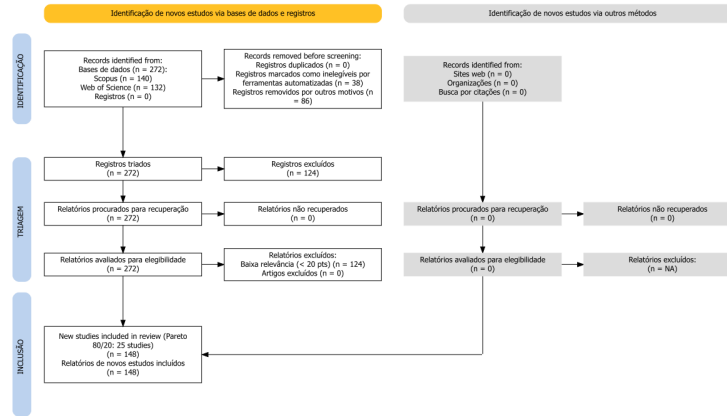 Identificação de novos estudos via bases de dados e registros
Identificação de novos estudos via outros métodos
IDENTIFICAÇÃO
Records identified from:
Bases de dados (n = 272):
Scopus (n = 140)
Web of Science (n = 132)
Registros (n = 0)
Records removed before screening:
Registros duplicados (n = 0)
Registros marcados como inelegíveis por
ferramentas automatizadas (n = 38)
Registros removidos por outros motivos (n
= 86)
Records identified from:
Sites web (n = 0)
Organizações (n = 0)
Busca por citações (n = 0)
TRIAGEM
Registros triados
(n = 272)
Registros excluídos
(n = 124)
Relatórios procurados para recuperação
(n = 272)
Relatórios não recuperados
(n = 0)
Relatórios procurados para recuperação
(n = 0)
Relatórios não recuperados
(n = 0)
Relatórios avaliados para elegibilidade
(n = 272)
Relatórios excluídos:
Baixa relevância (< 20 pts) (n = 124)
Artigos excluídos (n = 0)
Relatórios avaliados para elegibilidade
(n = 0)
Relatórios excluídos:
(n = NA)
INCLUSÃO
New studies included in review (Pareto
80/20: 25 studies)
(n = 148)
Relatórios de novos estudos incluídos
(n = 148)